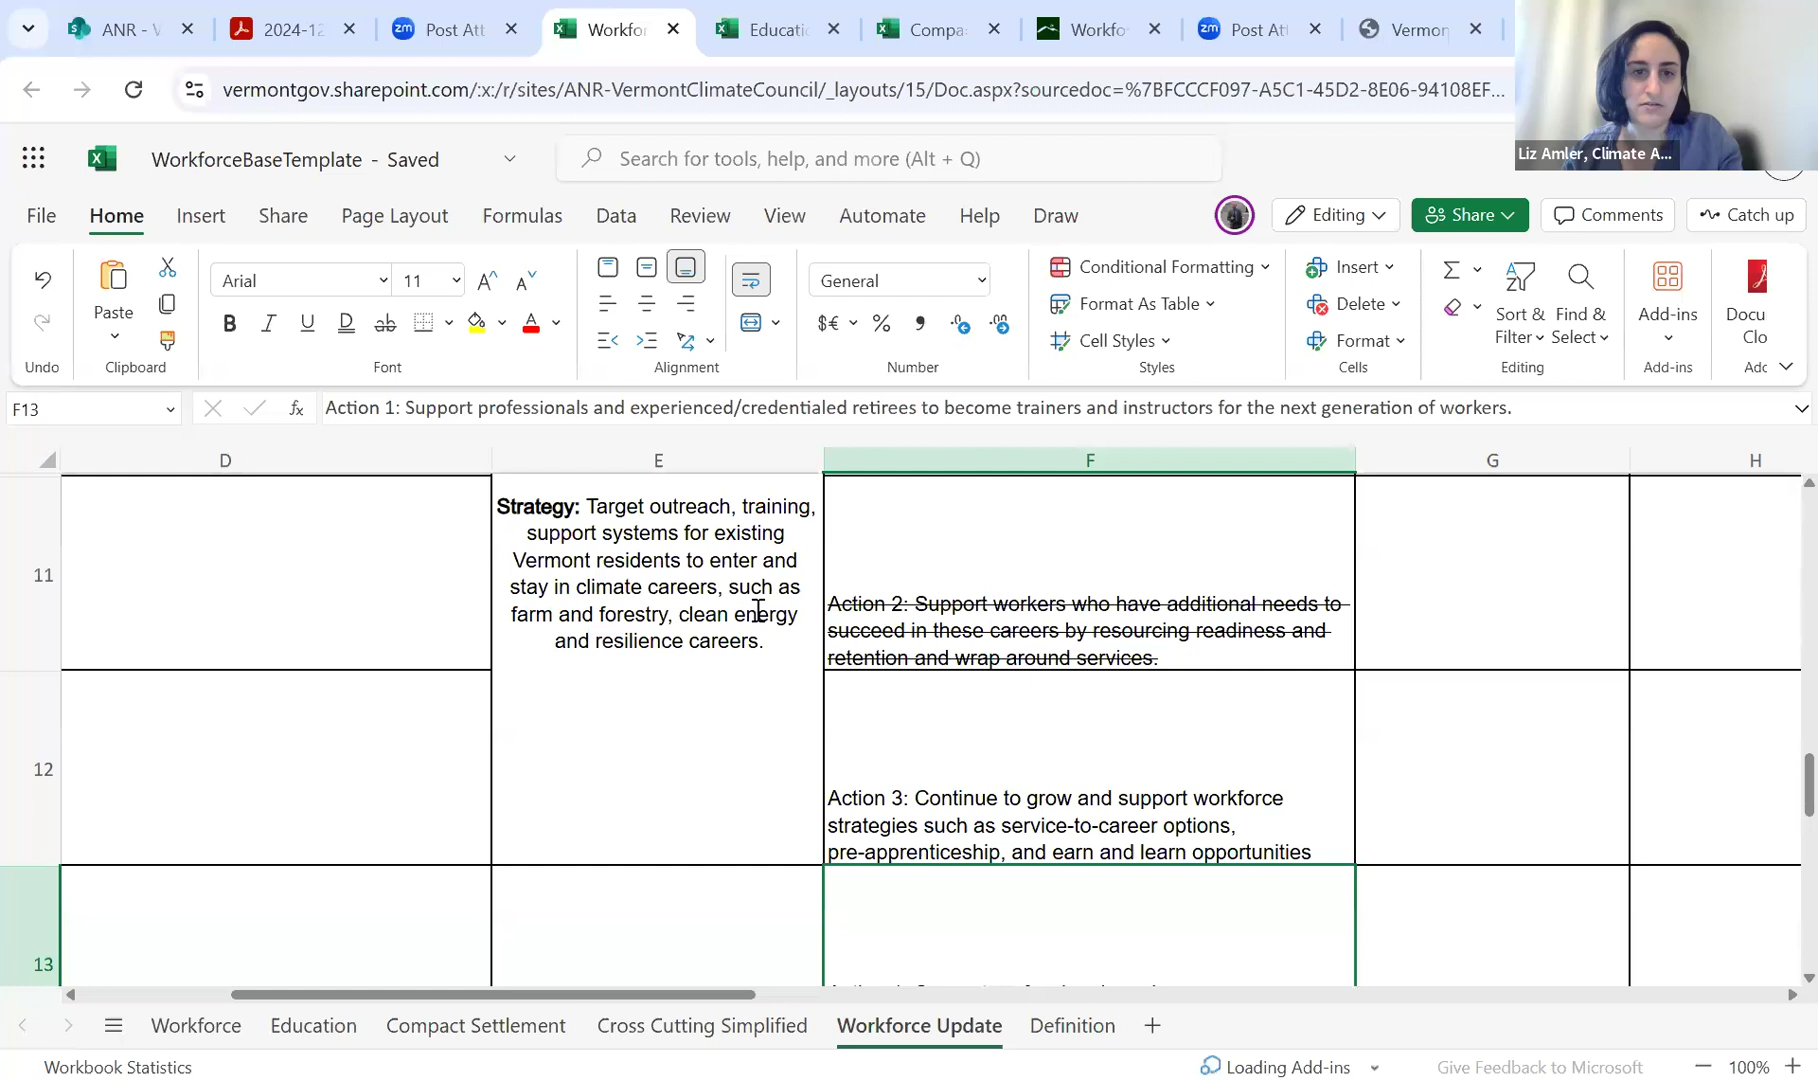 ANR - V
2024-12
Post Att
Workfor
Educatio
Compa
Workfo
Post Att
Vermon
vermontgov.sharepoint.com/:x:/r/sites/ANR-VermontClimateCouncil/_layouts/15/Doc.aspx?sourcedoc=%7BFCCCF097-A5C1-45D2-8E06-94108EF...
Liz Amler, Climate A...
WorkforceBaseTemplate - Saved
Search for tools, help, and more (Alt + Q)
File Home Insert Share Page Layout Formulas Data Review View Automate Help Draw
Editing Share Comments Catch up
Paste
Arial 11
General
Conditional Formatting
Format As Table
Cell Styles
Insert
Delete
Format
Sort & Filter
Find & Select
Add-ins
Docu
Clo
Undo Clipboard Font Alignment Number Styles Cells Editing Add-ins Adc
F13
Action 1: Support professionals and experienced/credentialed retirees to become trainers and instructors for the next generation of workers.
D E F G H
11
Strategy: Target outreach, training,
support systems for existing
Vermont residents to enter and
stay in climate careers, such as
farm and forestry, clean energy
and resilience careers.
Action 2: Support workers who have additional needs to
succeed in these careers by resourcing readiness and
retention and wrap around services.
12
Action 3: Continue to grow and support workforce
strategies such as service-to-career options,
pre-apprenticeship, and earn and learn opportunities
13
Workforce Education Compact Settlement Cross Cutting Simplified Workforce Update Definition
Workbook Statistics
Loading Add-ins
Give Feedback to Microsoft
100%